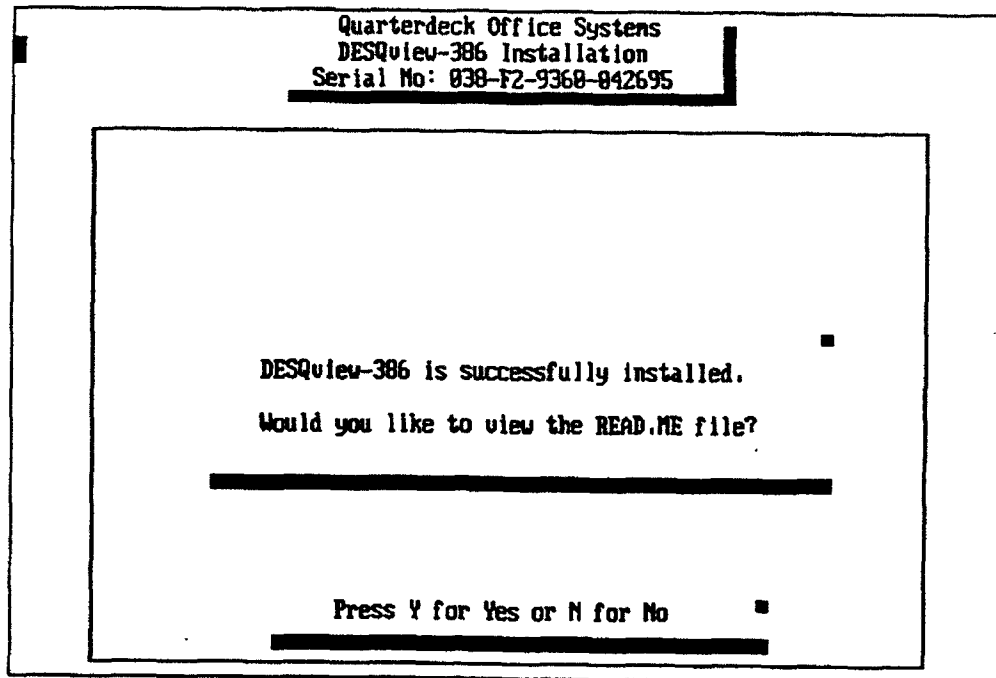 Quarterdeck Office Systems
DESQview-386 Installation
Serial No: 038-F2-9360-042695
DESQview-386 is successfully installed.
Would you like to view the READ.ME file?
Press Y for Yes or N for No